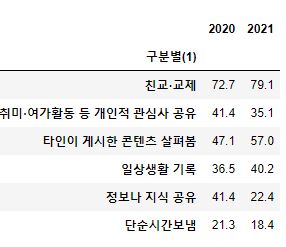 2020 2021
구분별(1)
친교·교제 72.7 79.1
취미·여가활동 등 개인적 관심사 공유 41.4 35.1
타인이 게시한 콘텐츠 살펴봄 47.1 57.0
일상생활 기록 36.5 40.2
정보나 지식 공유 41.4 22.4
단순시간보냄 21.3 18.4